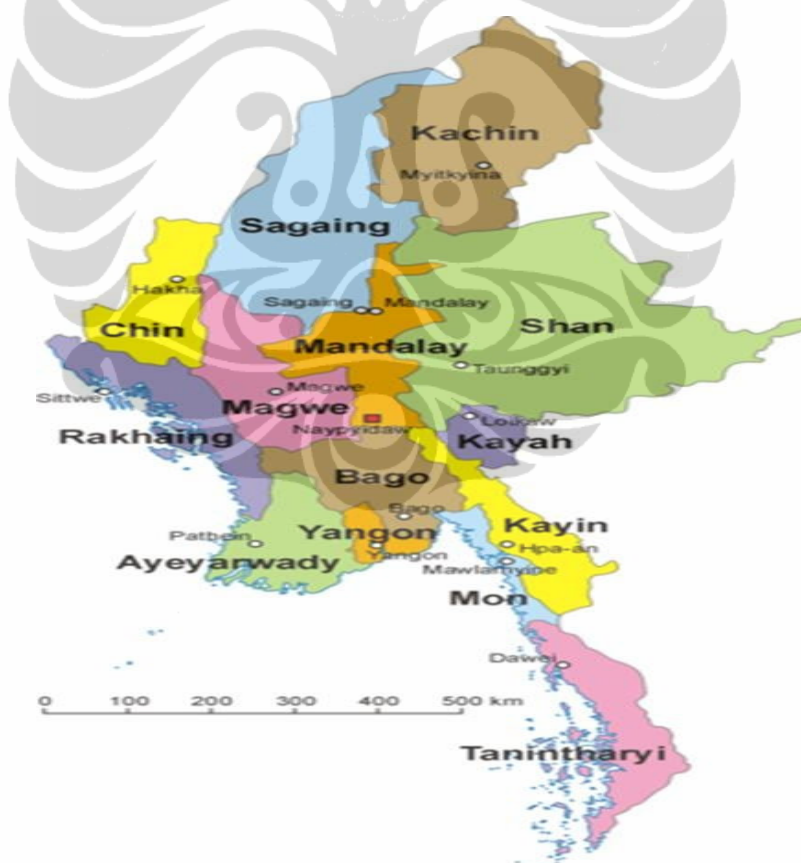 Kachin
Myitkyina
Sagaing
Hakha
Sagaing
Mandalay
Chin
Shan
Mandalay
Taunggyi
Sittwe
Magwe
Magwe
Loikaw
Naypyidaw
Rakhaing
Kayah
Bago
Bago
Kayin
Yangon
Pathein
Hpa-an
Yangon
Ayeyarwady
Mawlamyine
Mon
Dawei
0 100 200 300 400 500 km
Tanintharyi